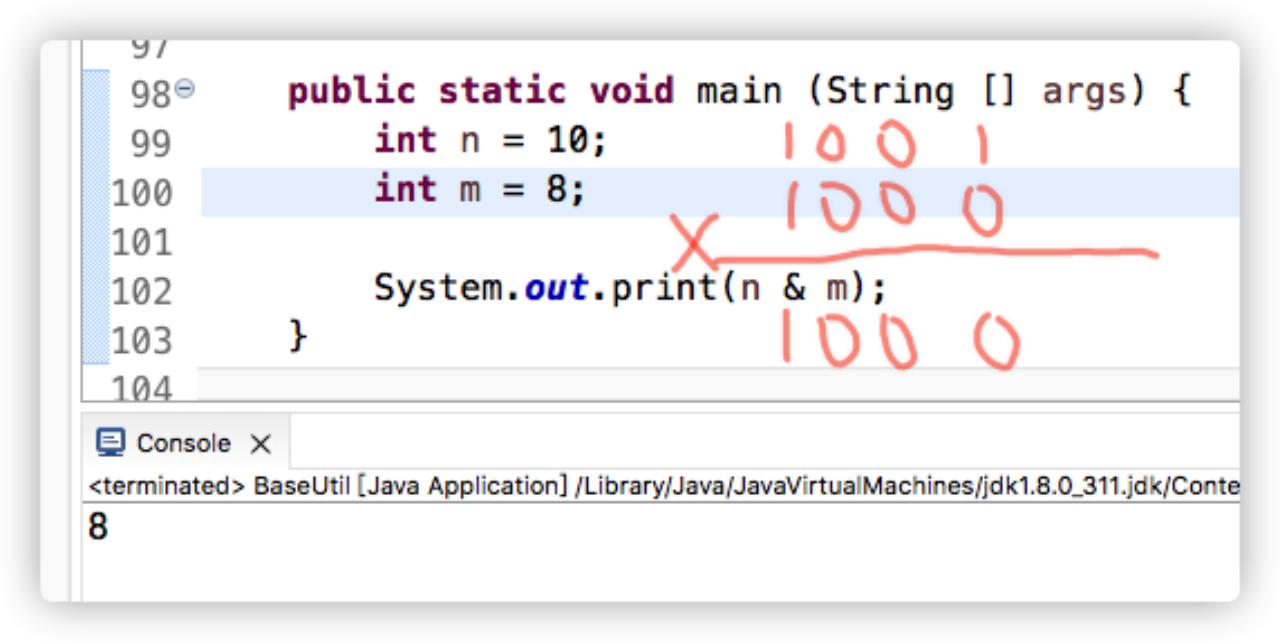 97
98 public static void main (String [] args) {
99 int n = 10; 1 0 0 1
100 int m = 8; 1 0 0 0
101 X
102 System.out.print(n & m);
103 } 1 0 0 0
104
Console
<terminated> BaseUtil [Java Application] /Library/Java/JavaVirtualMachines/jdk1.8.0_311.jdk/Conte
8